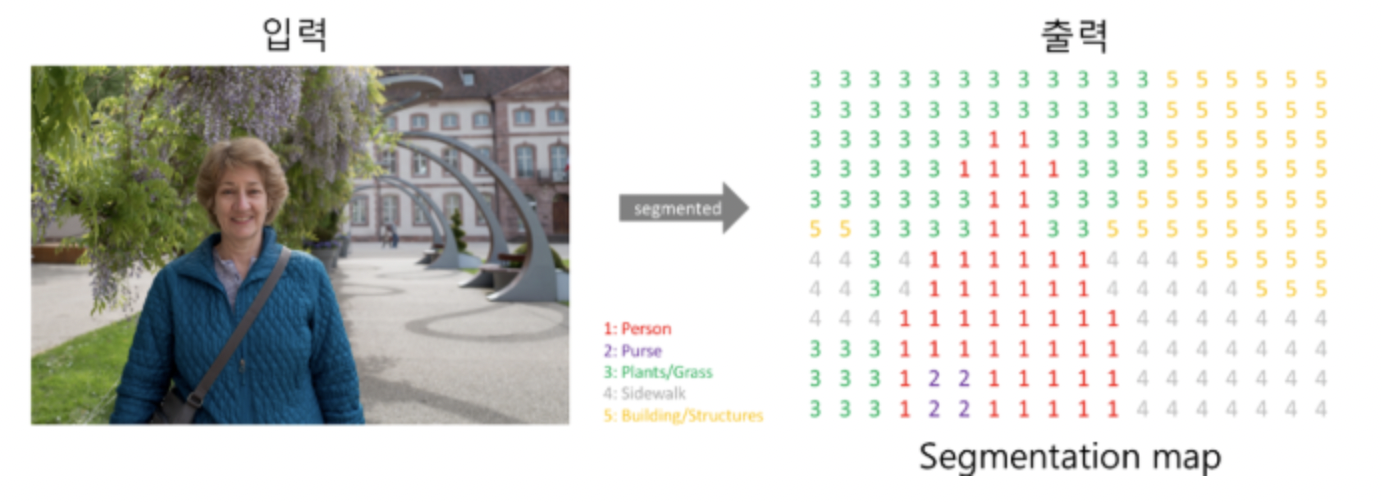 입력
출력
segmented
1: Person
2: Purse
3: Plants/Grass
4: Sidewalk
5: Building/Structures
3 3 3 3 3 3 3 3 3 3 3 3 5 5 5 5 5 5
3 3 3 3 3 3 3 3 3 3 3 3 5 5 5 5 5 5
3 3 3 3 3 3 1 1 3 3 3 3 5 5 5 5 5 5
3 3 3 3 3 1 1 1 1 3 3 3 5 5 5 5 5 5
3 3 3 3 3 3 1 1 3 3 3 5 5 5 5 5 5 5
5 5 3 3 3 3 1 1 3 3 5 5 5 5 5 5 5 5
4 4 3 4 1 1 1 1 1 1 4 4 4 5 5 5 5 5
4 4 3 4 1 1 1 1 1 1 4 4 4 4 4 5 5 5
4 4 4 1 1 1 1 1 1 1 1 4 4 4 4 4 4 4
3 3 3 1 1 1 1 1 1 1 1 4 4 4 4 4 4 4
3 3 3 1 2 2 1 1 1 1 1 4 4 4 4 4 4 4
3 3 3 1 2 2 1 1 1 1 1 4 4 4 4 4 4 4
Segmentation map